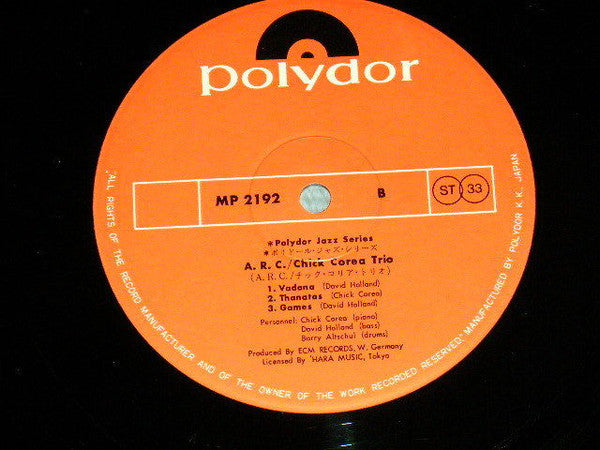 polydor
MP 2192 B ST 33
*Polydor Jazz Series
*ポリドール・ジャズ・シリーズ
A. R. C./Chick Corea Trio
(A.R.C./チック・コリア・トリオ)
1. Vadana (David Holland)
2. Thanatas (Chick Corea)
3. Games (David Holland)
Personnel: Chick Corea (piano)
David Holland (bass)
Barry Altschul (drums)
Produced By ECM RECORDS, W. Germany
Licensed By 'HARA MUSIC, Tokyo
"ALL RIGHTS OF THE RECORD MANUFACTURER AND OF THE OWNER OF THE WORK RECORDED RESERVED." MANUFACTURED BY POLYDOR K.K. JAPAN